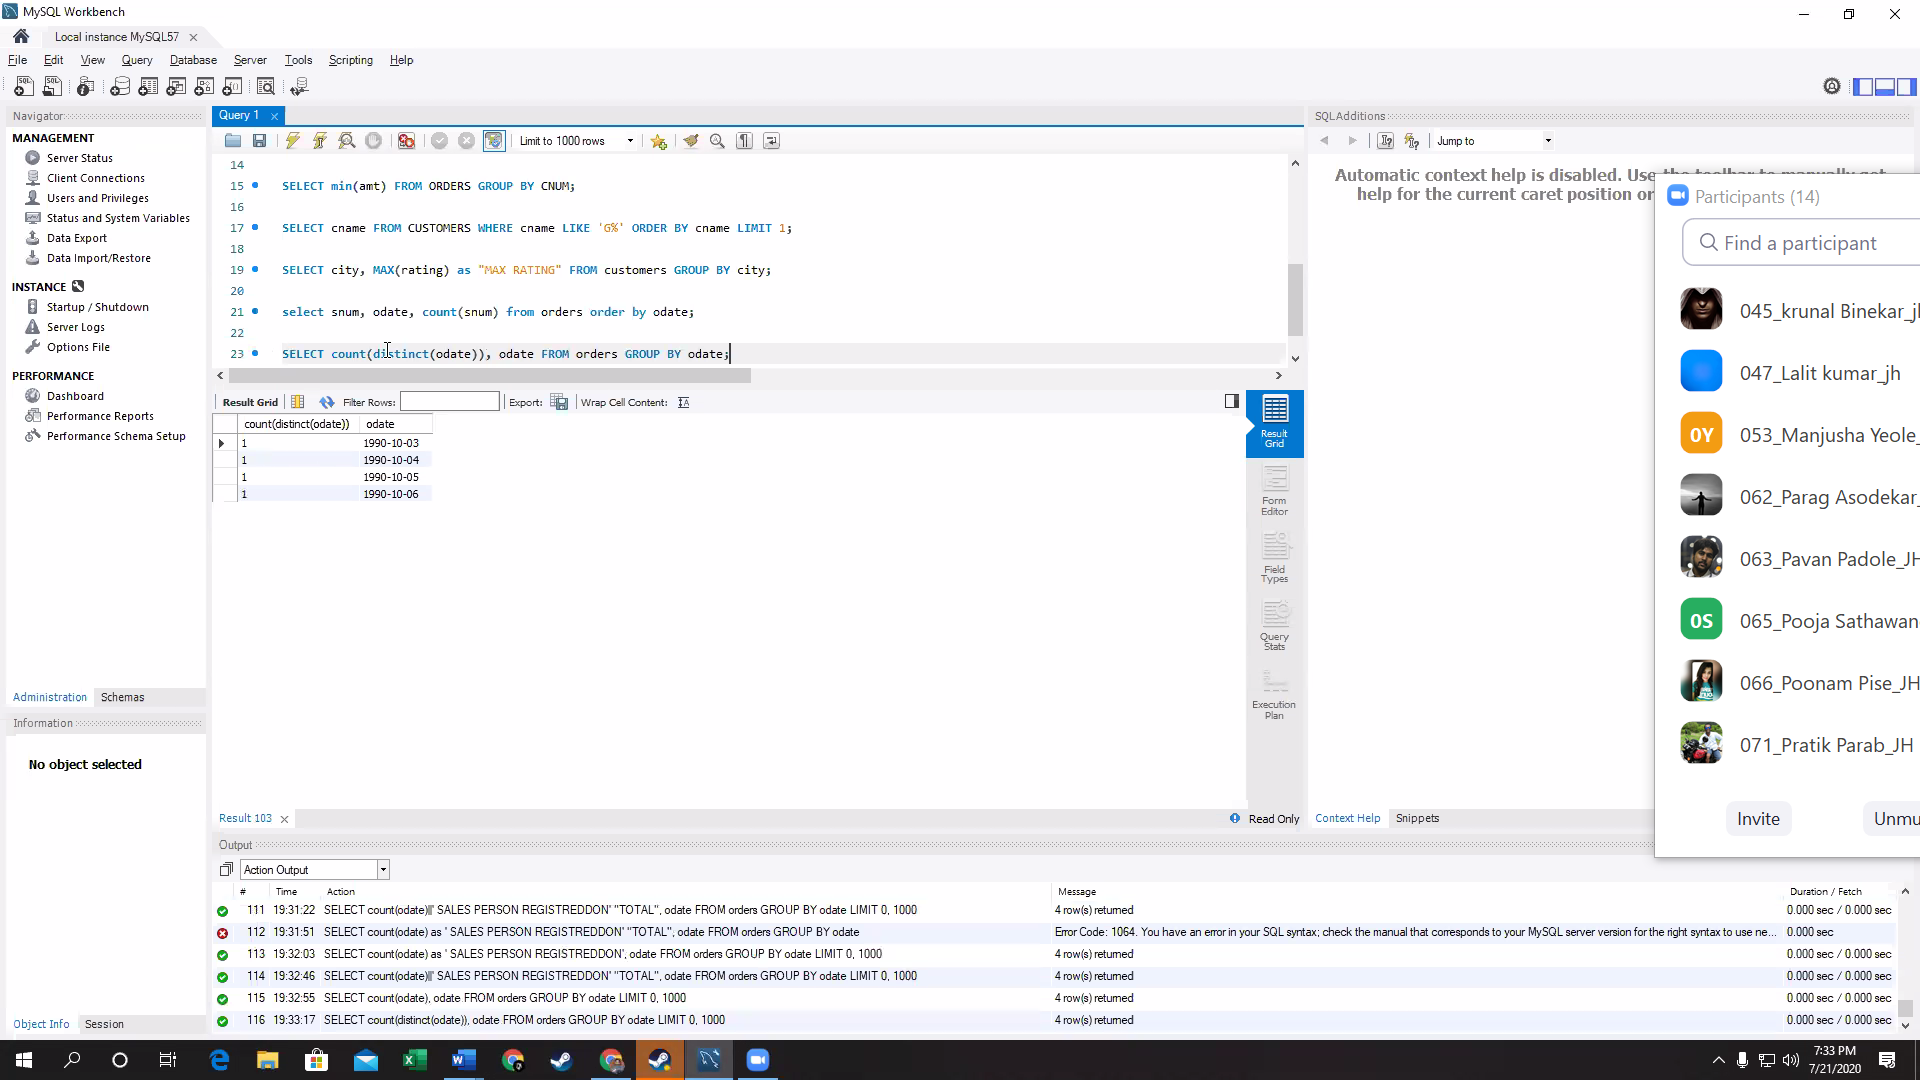 MySQL Workbench
Local instance MySQL57
File Edit View Query Database Server Tools Scripting Help
Navigator
MANAGEMENT
Server Status
Client Connections
Users and Privileges
Status and System Variables
Data Export
Data Import/Restore
INSTANCE
Startup / Shutdown
Server Logs
Options File
PERFORMANCE
Dashboard
Performance Reports
Performance Schema Setup
Administration Schemas
Information
No object selected
Object Info Session
Query 1
Limit to 1000 rows
14
15 SELECT min(amt) FROM ORDERS GROUP BY CNUM;
16
17 SELECT cname FROM CUSTOMERS WHERE cname LIKE 'G%' ORDER BY cname LIMIT 1;
18
19 SELECT city, MAX(rating) as "MAX RATING" FROM customers GROUP BY city;
20
21 select snum, odate, count(snum) from orders order by odate;
22
23 SELECT count(distinct(odate)), odate FROM orders GROUP BY odate;
Result Grid Filter Rows: Export: Wrap Cell Content:
count(distinct(odate)) odate
1 1990-10-03
1 1990-10-04
1 1990-10-05
1 1990-10-06
Result Grid
Form Editor
Field Types
Query Stats
Execution Plan
Result 103
Read Only
SQLAdditions
Jump to
Automatic context help is disabled. Use the toolbar to manually get
help for the current caret position or
Context Help Snippets
Participants (14)
Find a participant
045_krunal Binekar_j
047_Lalit kumar_jh
OY 053_Manjusha Yeole_
062_Parag Asodekar_
063_Pavan Padole_JH
OS 065_Pooja Sathawan
066_Poonam Pise_JH
071_Pratik Parab_JH
Invite Unmu
Output
Action Output
# Time Action Message Duration / Fetch
111 19:31:22 SELECT count(odate)||' SALES PERSON REGISTREDDON' "TOTAL", odate FROM orders GROUP BY odate LIMIT 0, 1000 4 row(s) returned 0.000 sec / 0.000 sec
112 19:31:51 SELECT count(odate) as ' SALES PERSON REGISTREDDON' "TOTAL", odate FROM orders GROUP BY odate Error Code: 1064. You have an error in your SQL syntax; check the manual that corresponds to your MySQL server version for the right syntax to use ne... 0.000 sec
113 19:32:03 SELECT count(odate) as ' SALES PERSON REGISTREDDON', odate FROM orders GROUP BY odate LIMIT 0, 1000 4 row(s) returned 0.000 sec / 0.000 sec
114 19:32:46 SELECT count(odate)||' SALES PERSON REGISTREDDON' "TOTAL", odate FROM orders GROUP BY odate LIMIT 0, 1000 4 row(s) returned 0.000 sec / 0.000 sec
115 19:32:55 SELECT count(odate), odate FROM orders GROUP BY odate LIMIT 0, 1000 4 row(s) returned 0.000 sec / 0.000 sec
116 19:33:17 SELECT count(distinct(odate)), odate FROM orders GROUP BY odate LIMIT 0, 1000 4 row(s) returned 0.000 sec / 0.000 sec
7:33 PM
7/21/2020